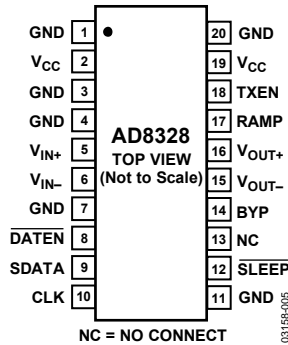 GND 1
VCC 2
GND 3
GND 4
VIN+ 5
VIN– 6
GND 7
DATEN 8
SDATA 9
CLK 10
AD8328
TOP VIEW
(Not to Scale)
20 GND
19 VCC
18 TXEN
17 RAMP
16 VOUT+
15 VOUT–
14 BYP
13 NC
12 SLEEP
11 GND
NC = NO CONNECT
03158-005